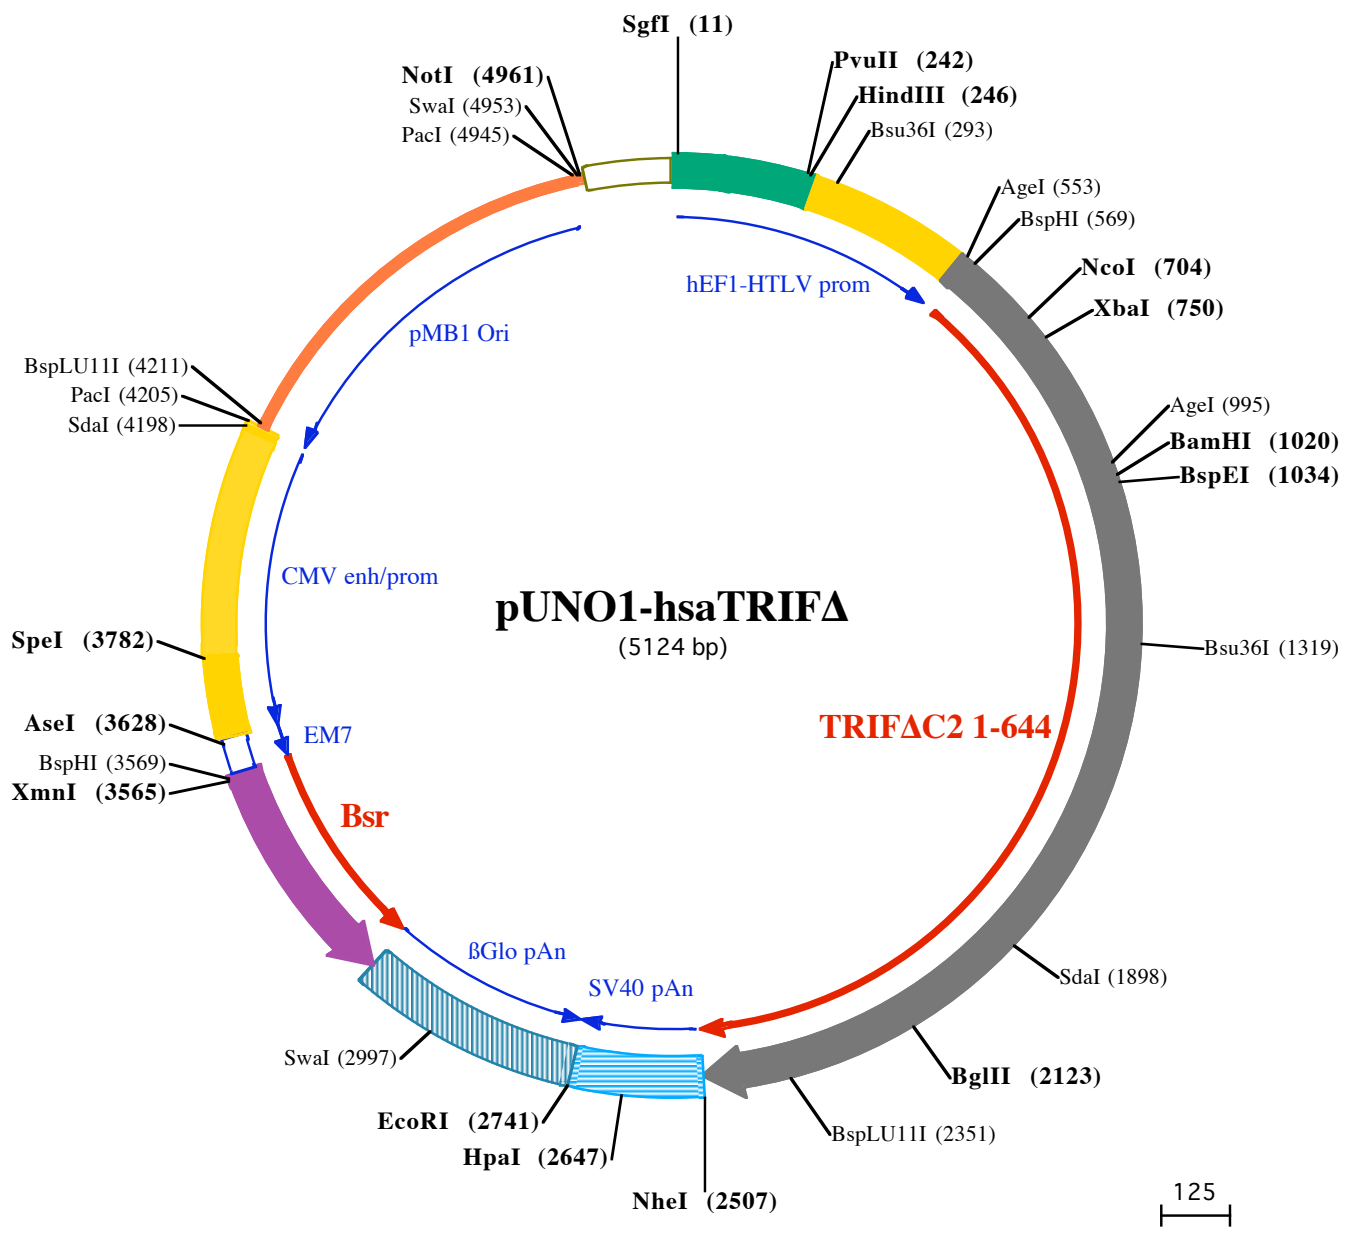 SgfI (11)
NotI (4961)
SwaI (4953)
PacI (4945)
PvuII (242)
HindIII (246)
Bsu36I (293)
AgeI (553)
BspHI (569)
NcoI (704)
XbaI (750)
hEF1-HTLV prom
pMB1 Ori
BspLU11I (4211)
PacI (4205)
SdaI (4198)
AgeI (995)
BamHI (1020)
BspEI (1034)
CMV enh/prom
pUNO1-hsaTRIFΔ
(5124 bp)
SpeI (3782)
Bsu36I (1319)
AseI (3628)
BspHI (3569)
XmnI (3565)
EM7
TRIFΔC2 1-644
Bsr
ßGlo pAn
SV40 pAn
SdaI (1898)
SwaI (2997)
BglII (2123)
EcoRI (2741)
HpaI (2647)
BspLU11I (2351)
NheI (2507)
125